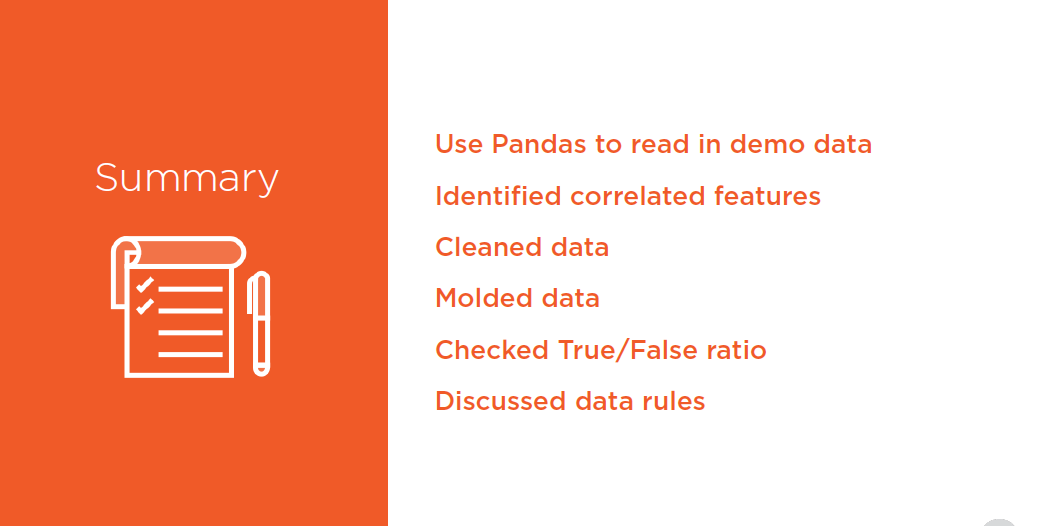 Summary
Use Pandas to read in demo data
Identified correlated features
Cleaned data
Molded data
Checked True/False ratio
Discussed data rules